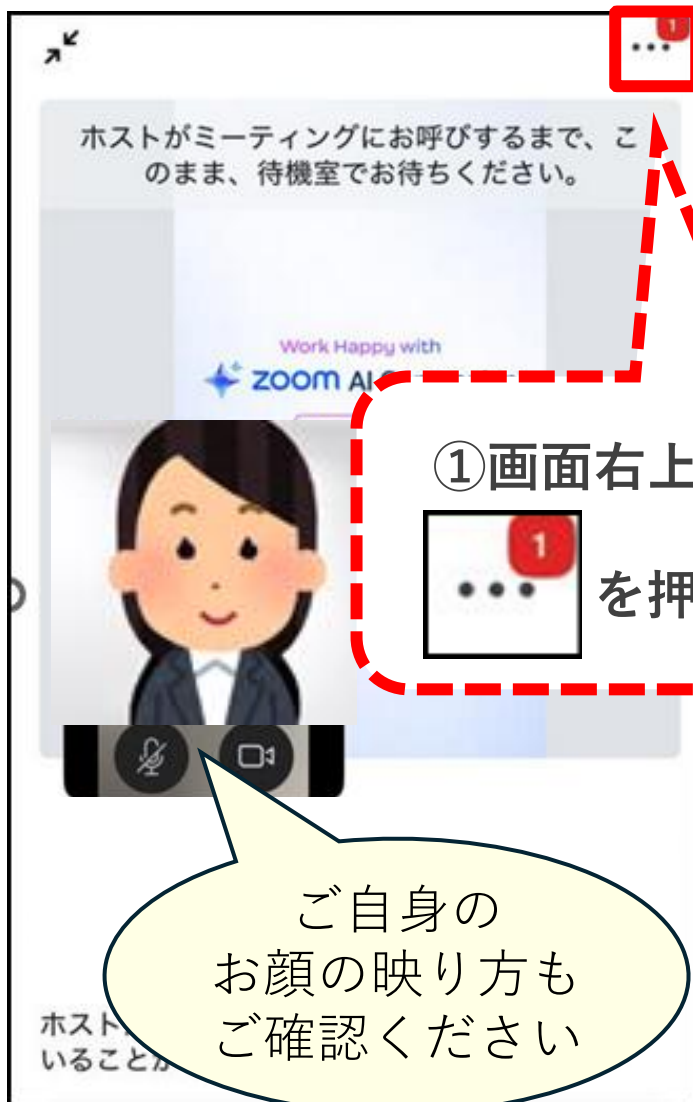 1
ホストがミーティングにお呼びするまで、こ
のまま、待機室でお待ちください。
Work Happy with
zoom AI
①画面右上
1
を押
ご自身の
お顔の映り方も
ご確認ください
ホスト
いることが